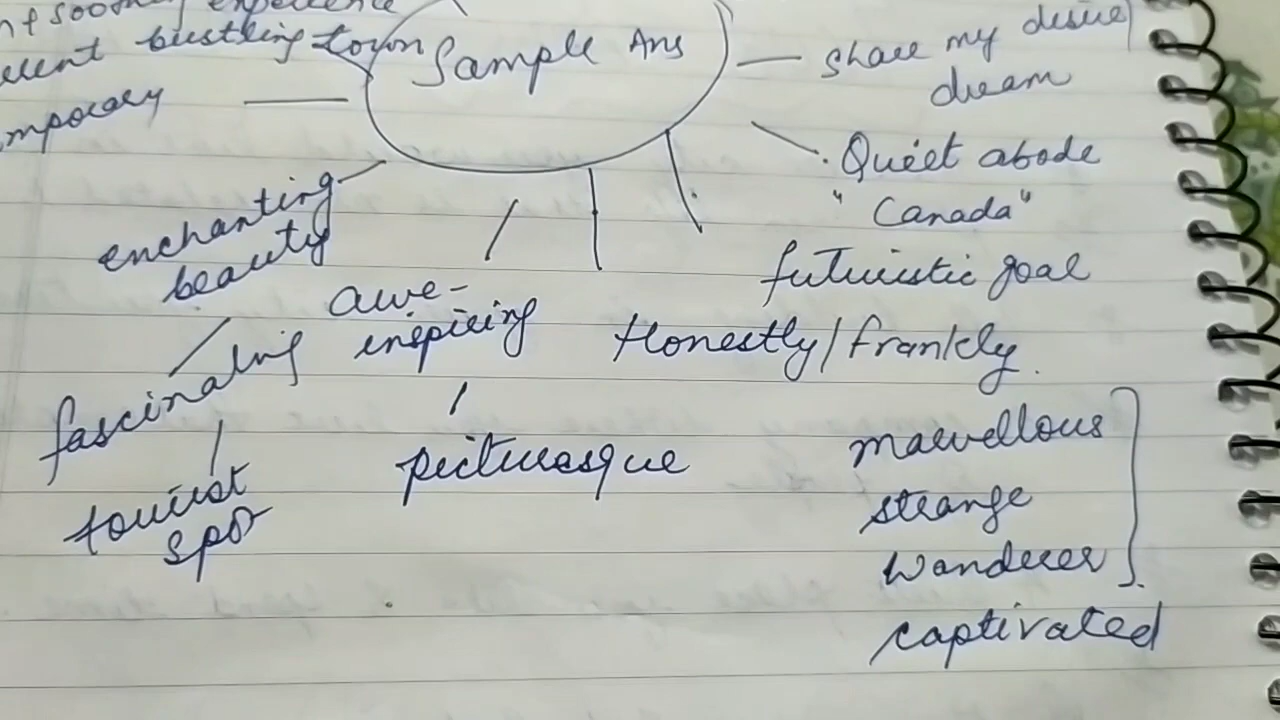 experience
bustling town
Sample Ans
share my desire/
dream
Quiet abode
"Canada"
enchanting
beauty
futuristic goal
awe-
inspiring
Honestly/frankly.
fascinating
picturesque
marvellous
strange
wanderer
captivated
tourist
spot